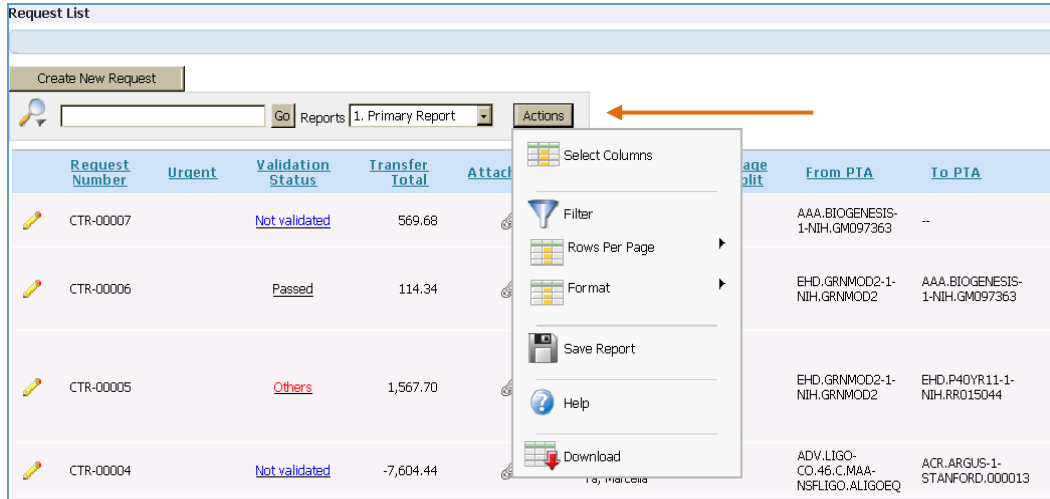 Request List
Create New Request
Go Reports 1. Primary Report Actions
Request Number Urgent Validation Status Transfer Total Attach From PTA To PTA
Select Columns
Filter
Rows Per Page
Format
Save Report
Help
Download
CTR-00007 Not validated 569.68 AAA.BIOGENESIS-
1-NIH.GM097363 --
CTR-00006 Passed 114.34 EHD.GRNMOD2-1- AAA.BIOGENESIS-
NIH.GRNMOD2 1-NIH.GM097363
CTR-00005 Others 1,567.70 EHD.GRNMOD2-1- EHD.P40YR11-1-
NIH.GRNMOD2 NIH.RR015044
CTR-00004 Not validated -7,604.44 ADV.LIGO-
CO.46.C.MAA- ACR.ARGUS-1-
NSFLIGO.ALIGOEQ STANFORD.000013